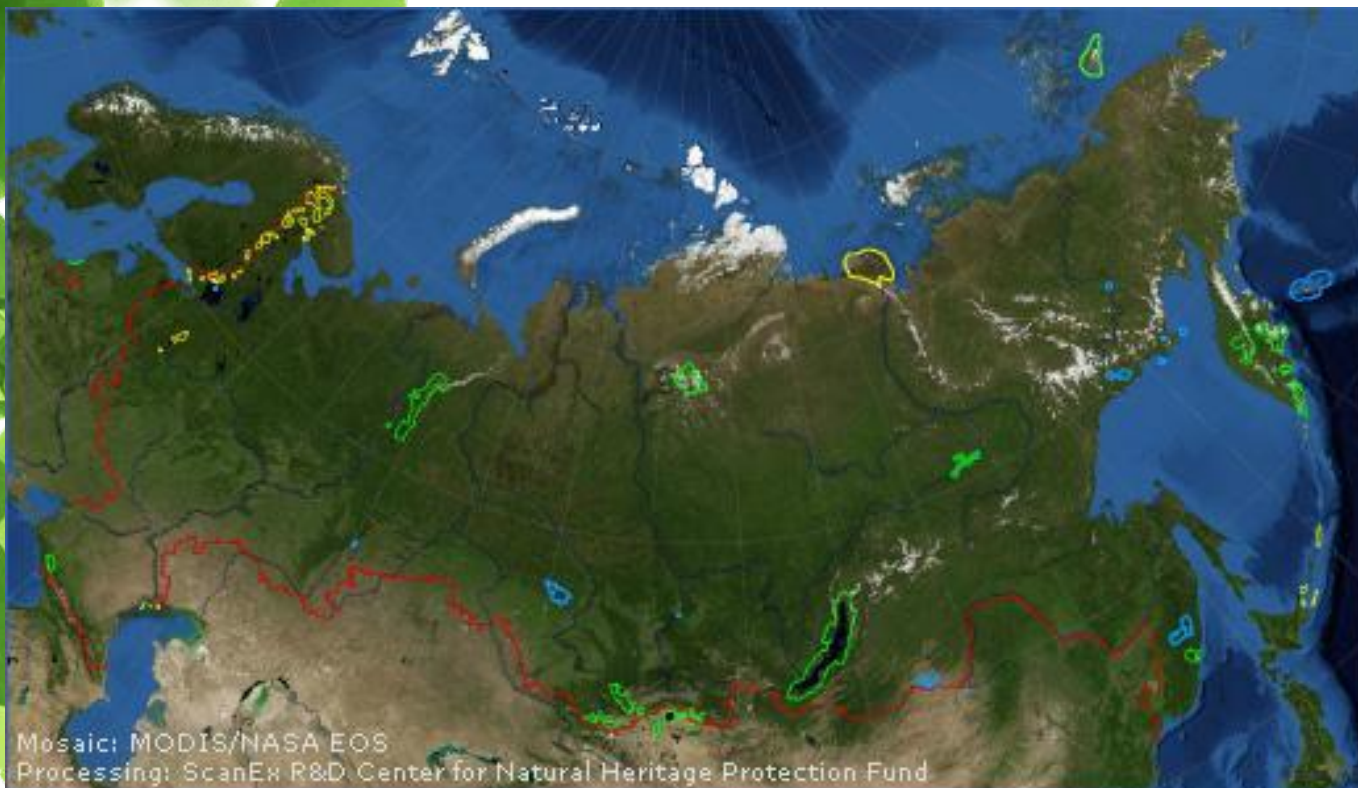 Mosaic: MODIS/NASA EOS
Processing: ScanEx R&D Center for Natural Heritage Protection Fund